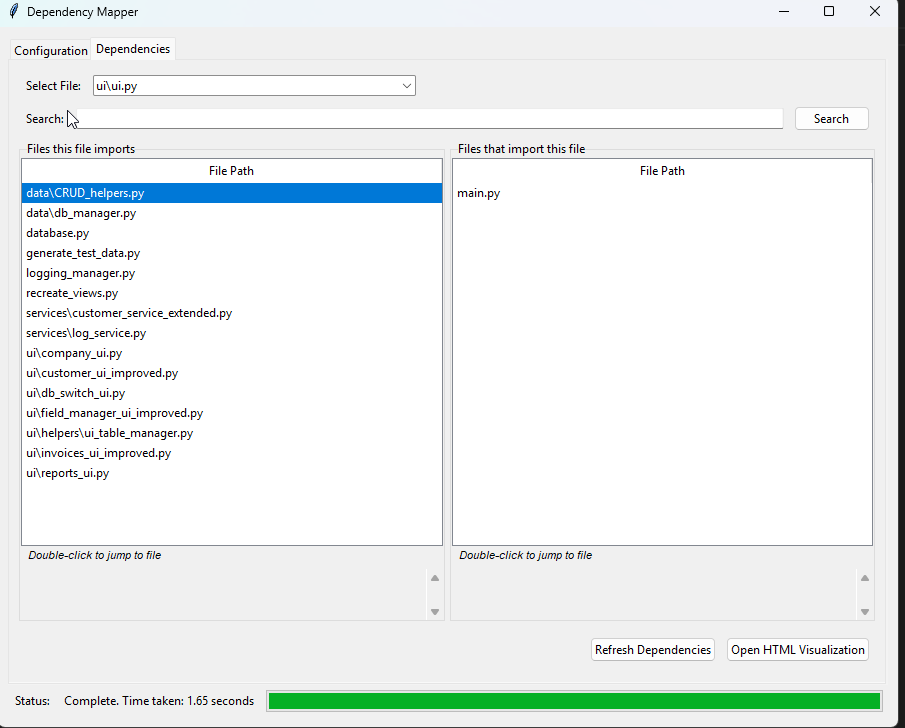 Dependency Mapper
Configuration Dependencies
Select File: ui\ui.py
Search: Search
Files this file imports
File Path
data\CRUD_helpers.py
data\db_manager.py
database.py
generate_test_data.py
logging_manager.py
recreate_views.py
services\customer_service_extended.py
services\log_service.py
ui\company_ui.py
ui\customer_ui_improved.py
ui\db_switch_ui.py
ui\field_manager_ui_improved.py
ui\helpers\ui_table_manager.py
ui\invoices_ui_improved.py
ui\reports_ui.py
Double-click to jump to file
Files that import this file
File Path
main.py
Double-click to jump to file
Refresh Dependencies Open HTML Visualization
Status: Complete. Time taken: 1.65 seconds